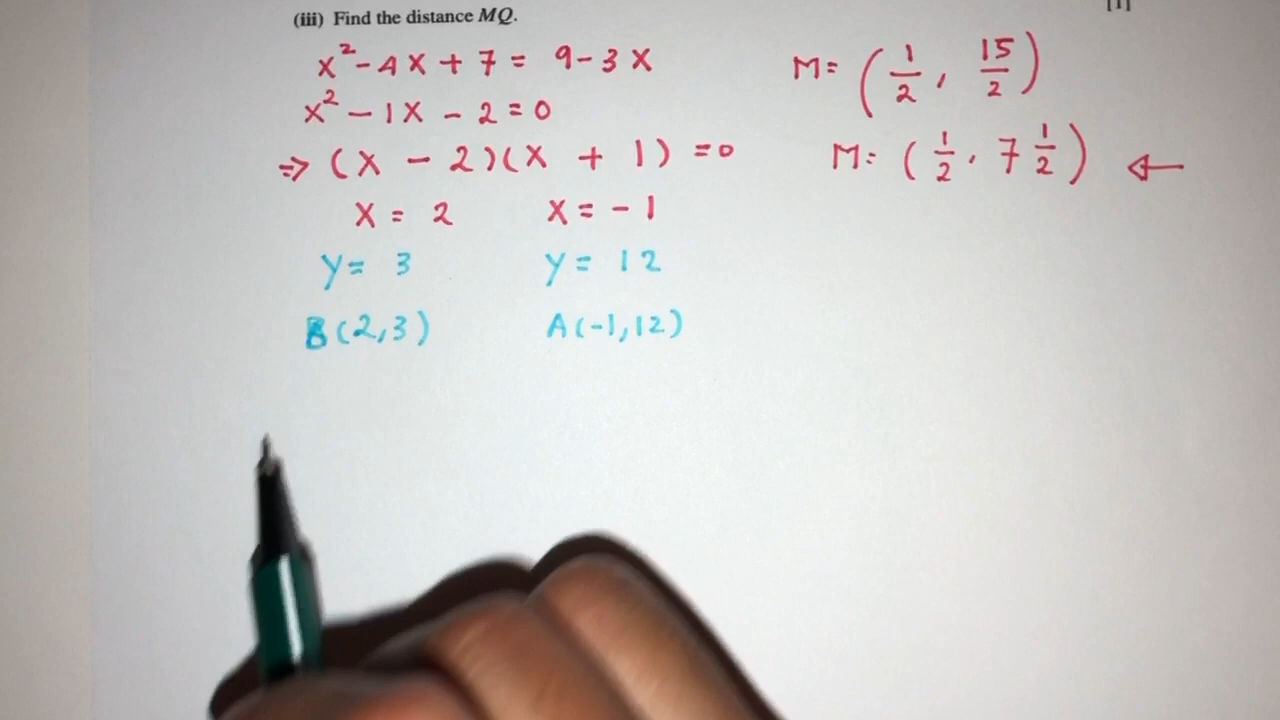 (iii) Find the distance MQ.
[1]
x² - 4x + 7 = 9 - 3x
x² - 1x - 2 = 0
⇒ (x - 2)(x + 1) = 0
x = 2 x = - 1
y = 3 y = 12
B(2,3) A(-1,12)
M = (1/2, 15/2)
M = (1/2, 7 1/2) ←